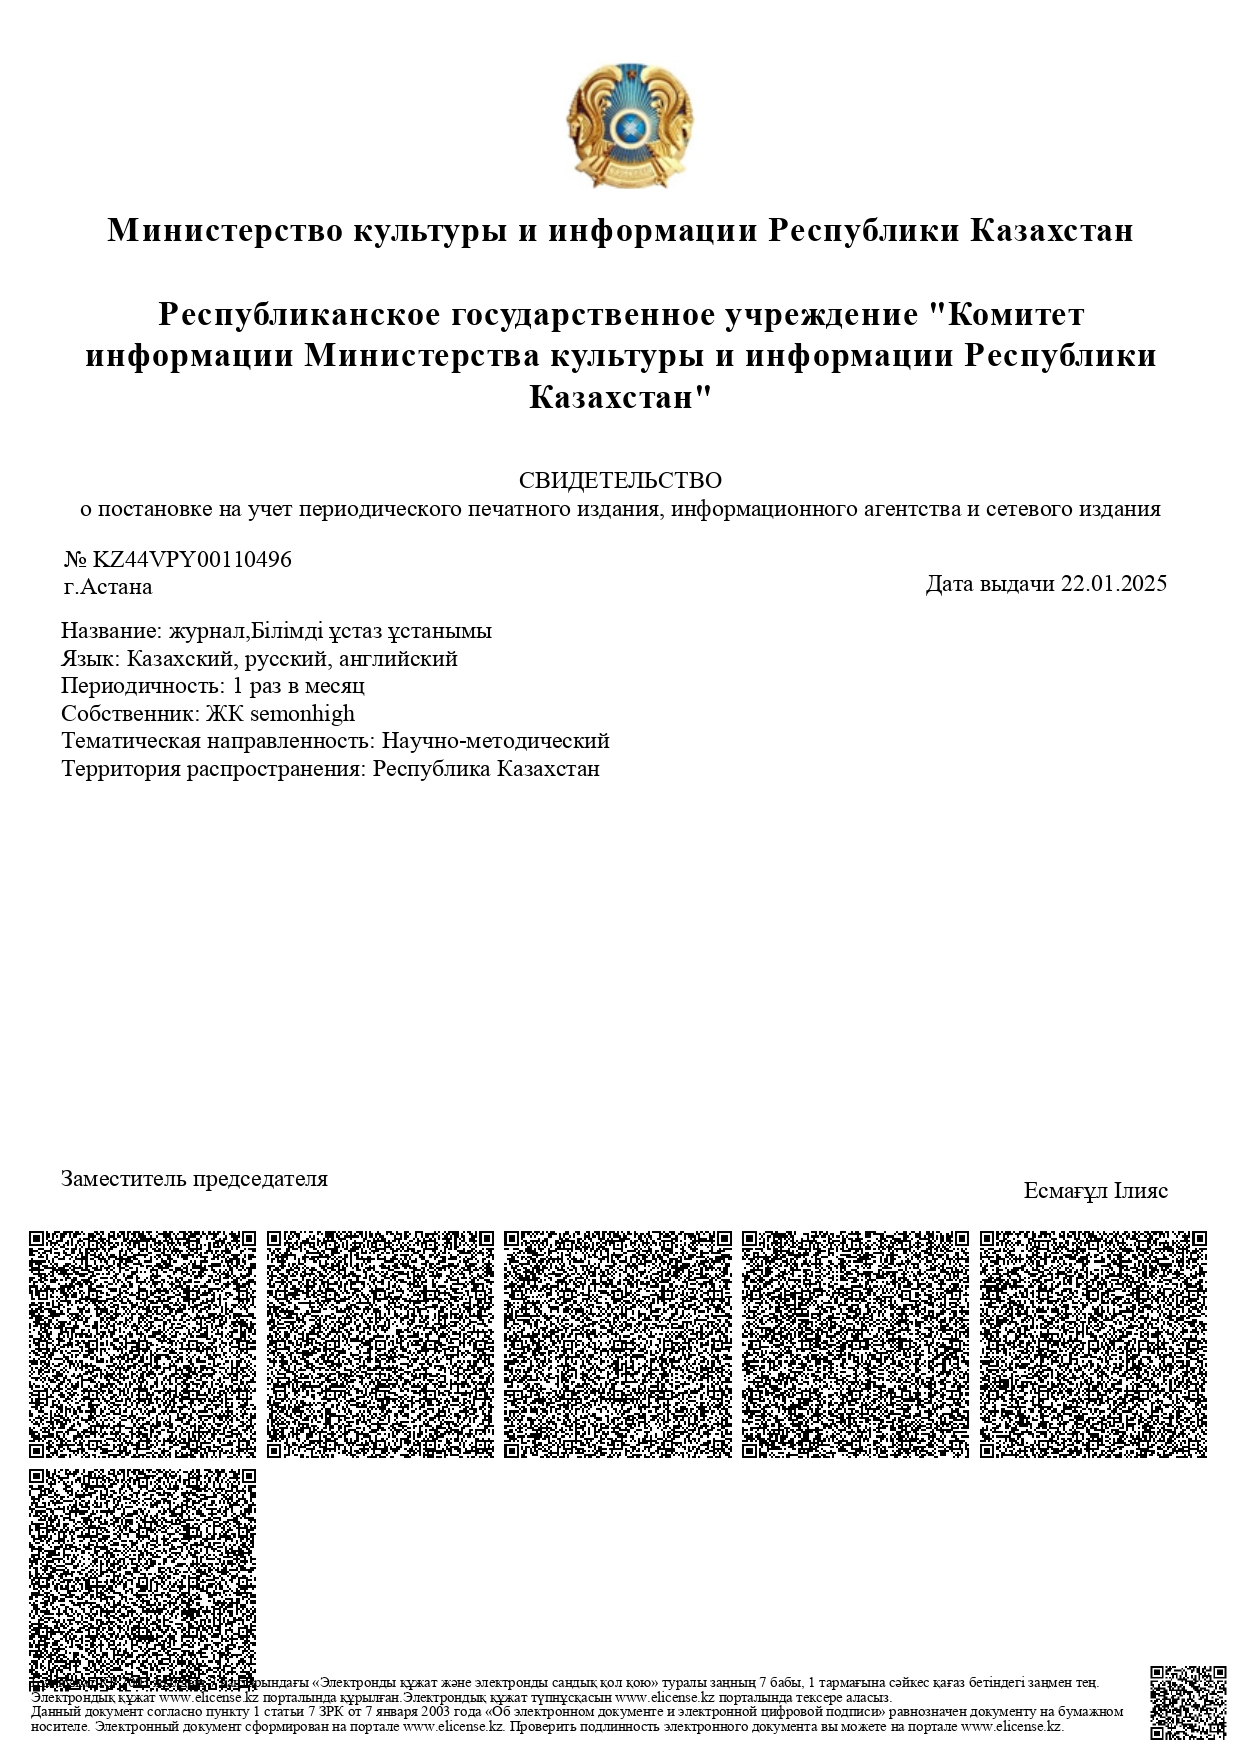 Министерство культуры и информации Республики Казахстан
Республиканское государственное учреждение "Комитет
информации Министерства культуры и информации Республики
Казахстан"
СВИДЕТЕЛЬСТВО
о постановке на учет периодического печатного издания, информационного агентства и сетевого издания
№ KZ44VPY00110496
г.Астана
Дата выдачи 22.01.2025
Название: журнал,Білімді ұстаз ұстанымы
Язык: Казахский, русский, английский
Периодичность: 1 раз в месяц
Собственник: ЖК semonhigh
Тематическая направленность: Научно-методический
Территория распространения: Республика Казахстан
Заместитель председателя
Есмағұл Ілияс
«Электронды құжат және электронды сандық қол қою» туралы заңның 7 бабы, 1 тармағына сәйкес қағаз бетіндегі заңмен тең.
Электрондық құжат www.elicense.kz порталында құрылған.Электрондық құжат түпнұсқасын www.elicense.kz порталында тексере аласыз.
Данный документ согласно пункту 1 статьи 7 ЗРК от 7 января 2003 года «Об электронном документе и электронной цифровой подписи» равнозначен документу на бумажном
носителе. Электронный документ сформирован на портале www.elicense.kz. Проверить подлинность электронного документа вы можете на портале www.elicense.kz.